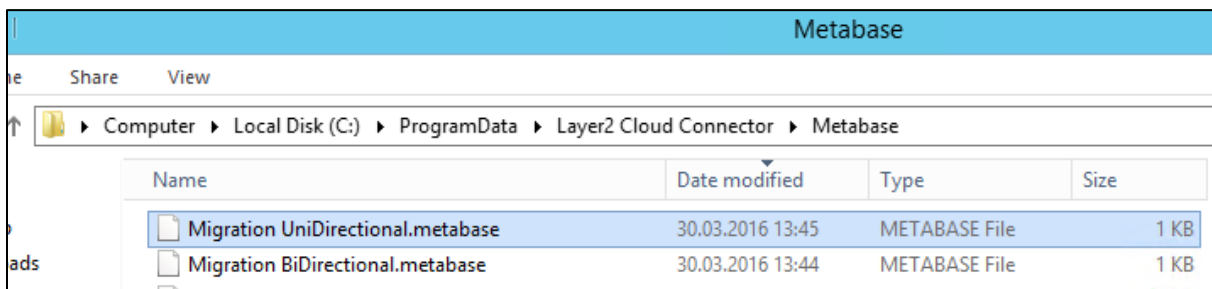 Metabase
Share View
Computer Local Disk (C:) ProgramData Layer2 Cloud Connector Metabase
Name Date modified Type Size
Migration UniDirectional.metabase 30.03.2016 13:45 METABASE File 1 KB
ads Migration BiDirectional.metabase 30.03.2016 13:44 METABASE File 1 KB